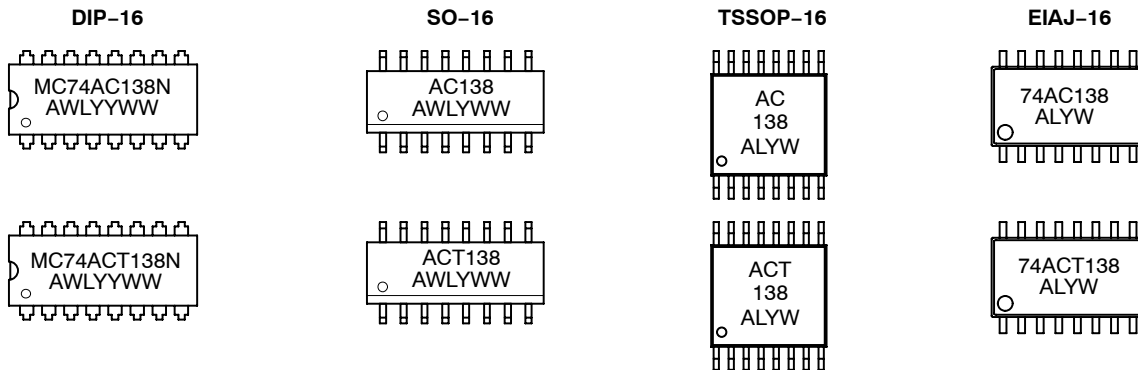 DIP−16
SO−16
TSSOP−16
EIAJ−16
MC74AC138N
AWLYYWW
AC138
AWLYWW
AC
138
ALYW
74AC138
ALYW
MC74ACT138N
AWLYYWW
ACT138
AWLYWW
ACT
138
ALYW
74ACT138
ALYW